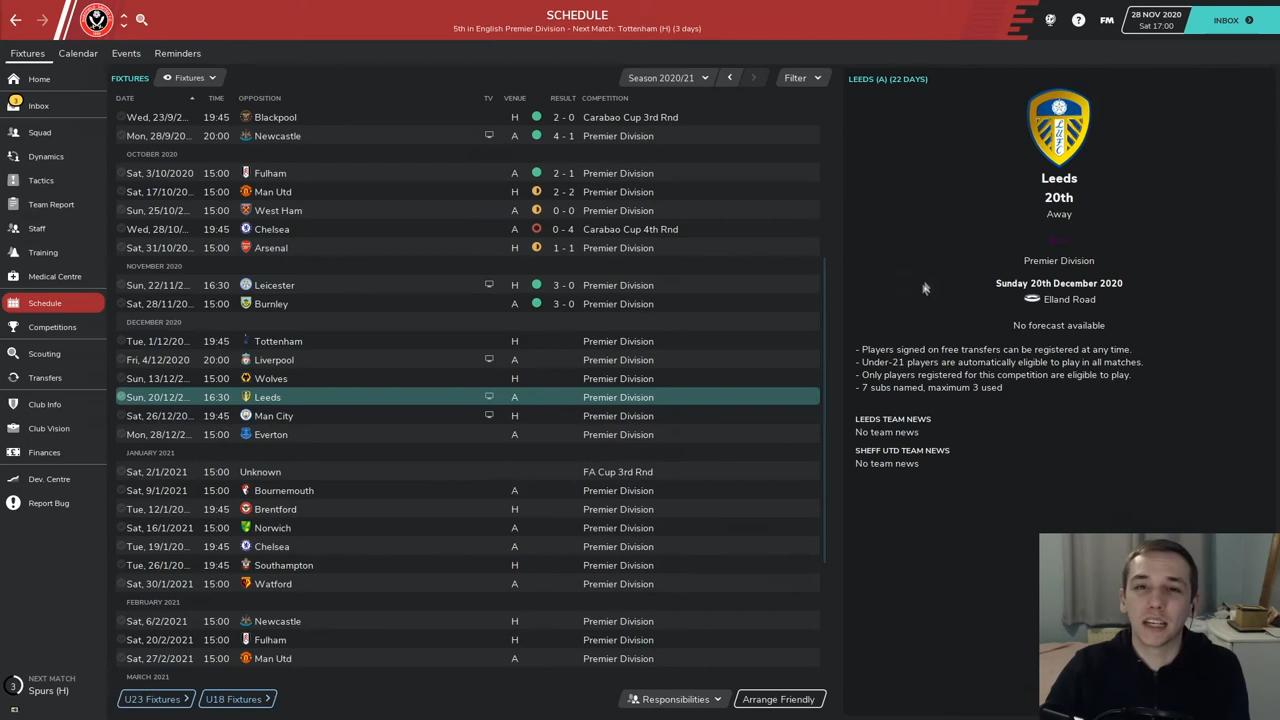 SCHEDULE
5th in English Premier Division - Next Match: Tottenham (H) (3 days)
FM
28 NOV 2020
Sat 17:00
INBOX
Fixtures Calendar Events Reminders
Home
3
Inbox
Squad
Dynamics
Tactics
Team Report
Staff
Training
Medical Centre
Schedule
Competitions
Scouting
Transfers
Club Info
Club Vision
Finances
Dev. Centre
Report Bug
3
NEXT MATCH
Spurs (H)
FIXTURES Fixtures Season 2020/21 Filter
DATE TIME OPPOSITION TV VENUE RESULT COMPETITION
Wed, 23/9/2... 19:45 Blackpool H 2 - 0 Carabao Cup 3rd Rnd
Mon, 28/9/... 20:00 Newcastle A 4 - 1 Premier Division
OCTOBER 2020
Sat, 3/10/2020 15:00 Fulham A 2 - 1 Premier Division
Sat, 17/10/20... 15:00 Man Utd H 2 - 2 Premier Division
Sun, 25/10/2... 15:00 West Ham A 0 - 0 Premier Division
Wed, 28/10/... 19:45 Chelsea A 0 - 4 Carabao Cup 4th Rnd
Sat, 31/10/20... 15:00 Arsenal H 1 - 1 Premier Division
NOVEMBER 2020
Sun, 22/11/2... 16:30 Leicester H 3 - 0 Premier Division
Sat, 28/11/20... 15:00 Burnley A 3 - 0 Premier Division
DECEMBER 2020
Tue, 1/12/20... 19:45 Tottenham H Premier Division
Fri, 4/12/2020 20:00 Liverpool A Premier Division
Sun, 13/12/2... 15:00 Wolves H Premier Division
Sun, 20/12/2... 16:30 Leeds A Premier Division
Sat, 26/12/20... 19:45 Man City H Premier Division
Mon, 28/12/2... 15:00 Everton A Premier Division
JANUARY 2021
Sat, 2/1/2021 15:00 Unknown FA Cup 3rd Rnd
Sat, 9/1/2021 15:00 Bournemouth A Premier Division
Tue, 12/1/20... 19:45 Brentford H Premier Division
Sat, 16/1/2021 15:00 Norwich A Premier Division
Tue, 19/1/20... 19:45 Chelsea A Premier Division
Tue, 26/1/20... 19:45 Southampton H Premier Division
Sat, 30/1/2021 15:00 Watford A Premier Division
FEBRUARY 2021
Sat, 6/2/2021 15:00 Newcastle H Premier Division
Sat, 20/2/2021 15:00 Fulham H Premier Division
Sat, 27/2/2021 15:00 Man Utd A Premier Division
MARCH 2021
U23 Fixtures U18 Fixtures Responsibilities Arrange Friendly
LEEDS (A) (22 DAYS)
LUFC
Leeds
20th
Away
Premier Division
Sunday 20th December 2020
Elland Road
No forecast available
- Players signed on free transfers can be registered at any time.
- Under-21 players are automatically eligible to play in all matches.
- Only players registered for this competition are eligible to play.
- 7 subs named, maximum 3 used
LEEDS TEAM NEWS
No team news
SHEFF UTD TEAM NEWS
No team news